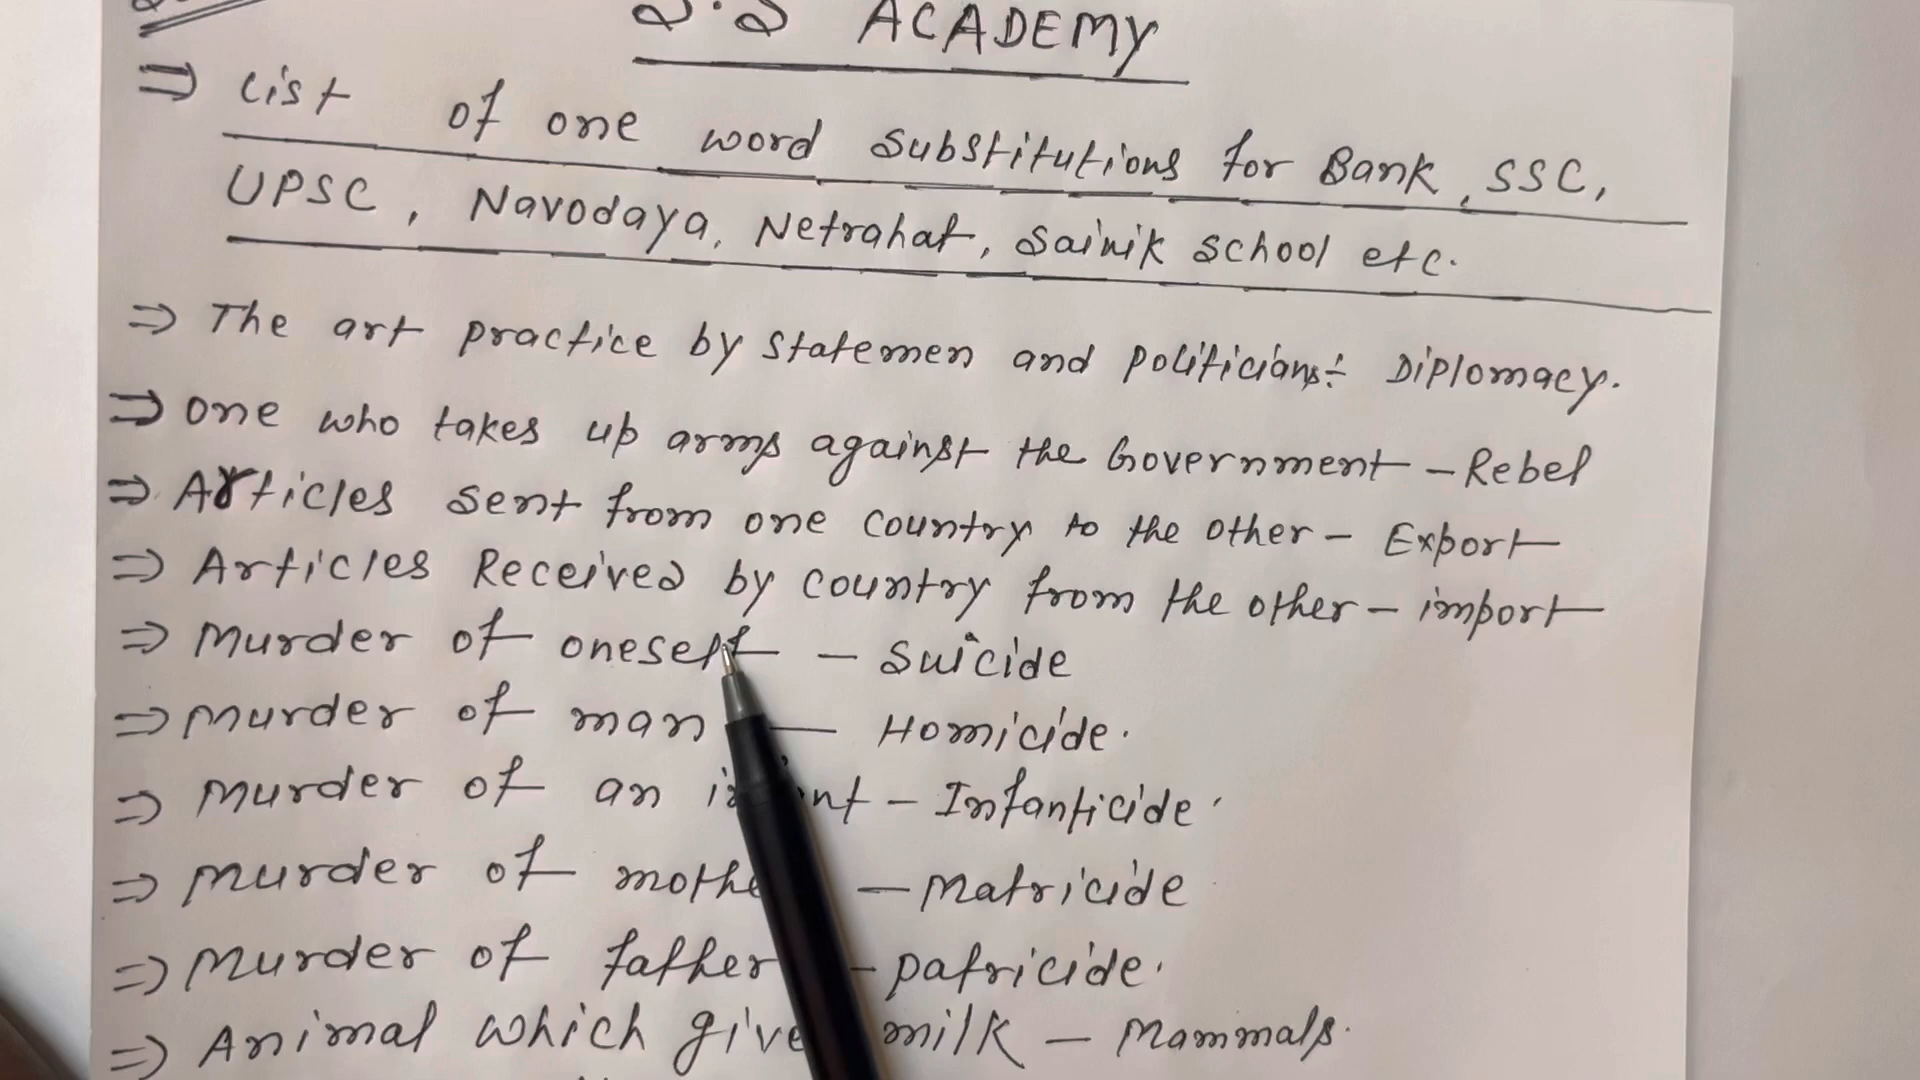 S.S ACADEMY
⇒ List of one word substitutions for Bank, SSC,
UPSC, Navodaya, Netrahat, Sainik School etc.
⇒ The art practice by statemen and politicians:- Diplomacy.
⇒ one who takes up arms against the Government - Rebel
⇒ Articles sent from one country to the other - Export
⇒ Articles Received by country from the other - import
⇒ Murder of oneself - Suicide
⇒ murder of man - Homicide.
⇒ Murder of an - Infanticide.
⇒ Murder of mothe - Matricide
⇒ Murder of father - patricide.
⇒ Animal which give milk - Mammals.